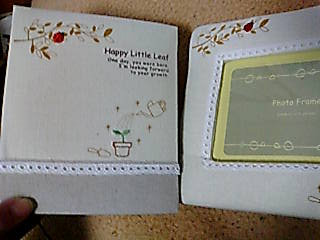 Happy Little Leaf
One day, you were born.
I'm looking forward
to your growth.
Photo Frame